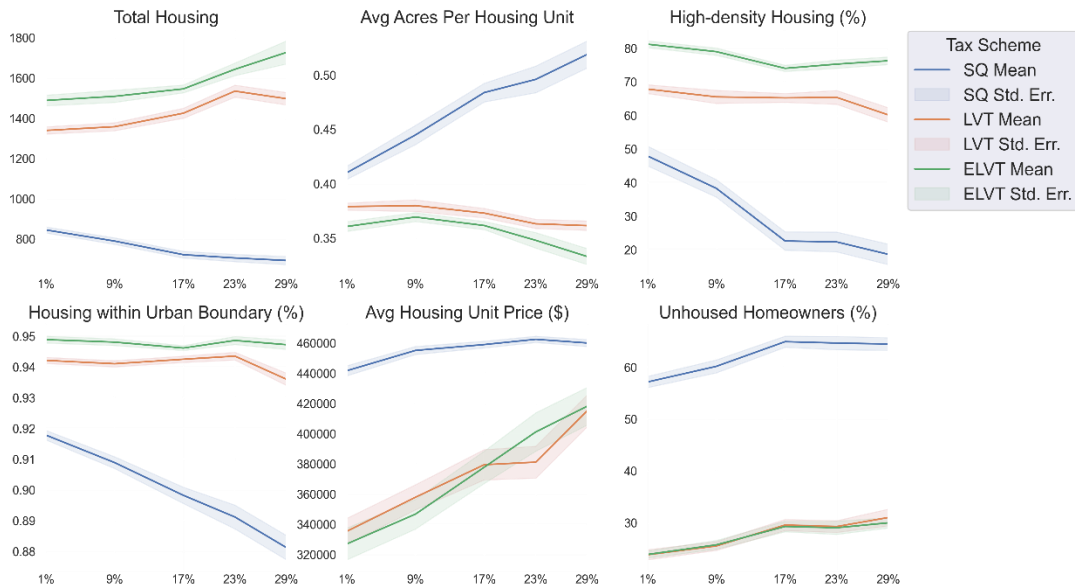 Total Housing
1800
1600
1400
1200
1000
800
1% 9% 17% 23% 29%
Avg Acres Per Housing Unit
0.50
0.45
0.40
0.35
1% 9% 17% 23% 29%
High-density Housing (%)
80
70
60
50
40
30
20
1% 9% 17% 23% 29%
Tax Scheme
SQ Mean
SQ Std. Err.
LVT Mean
LVT Std. Err.
ELVT Mean
ELVT Std. Err.
Housing within Urban Boundary (%)
0.95
0.94
0.93
0.92
0.91
0.90
0.89
0.88
1% 9% 17% 23% 29%
Avg Housing Unit Price ($)
460000
440000
420000
400000
380000
360000
340000
320000
1% 9% 17% 23% 29%
Unhoused Homeowners (%)
60
50
40
30
1% 9% 17% 23% 29%